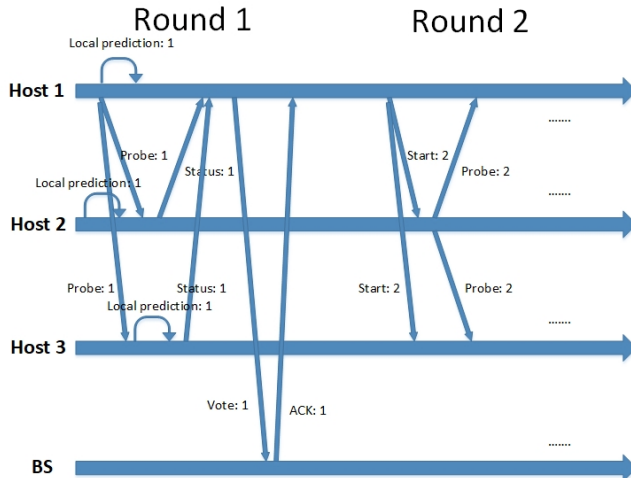 Round 1
Round 2
Local prediction: 1
Host 1
.......
Probe: 1
Start: 2
Status: 1
Probe: 2
Local prediction: 1
.......
Host 2
Probe: 1
Status: 1
Start: 2
Probe: 2
Local prediction: 1
.......
Host 3
Vote: 1
ACK: 1
.......
BS